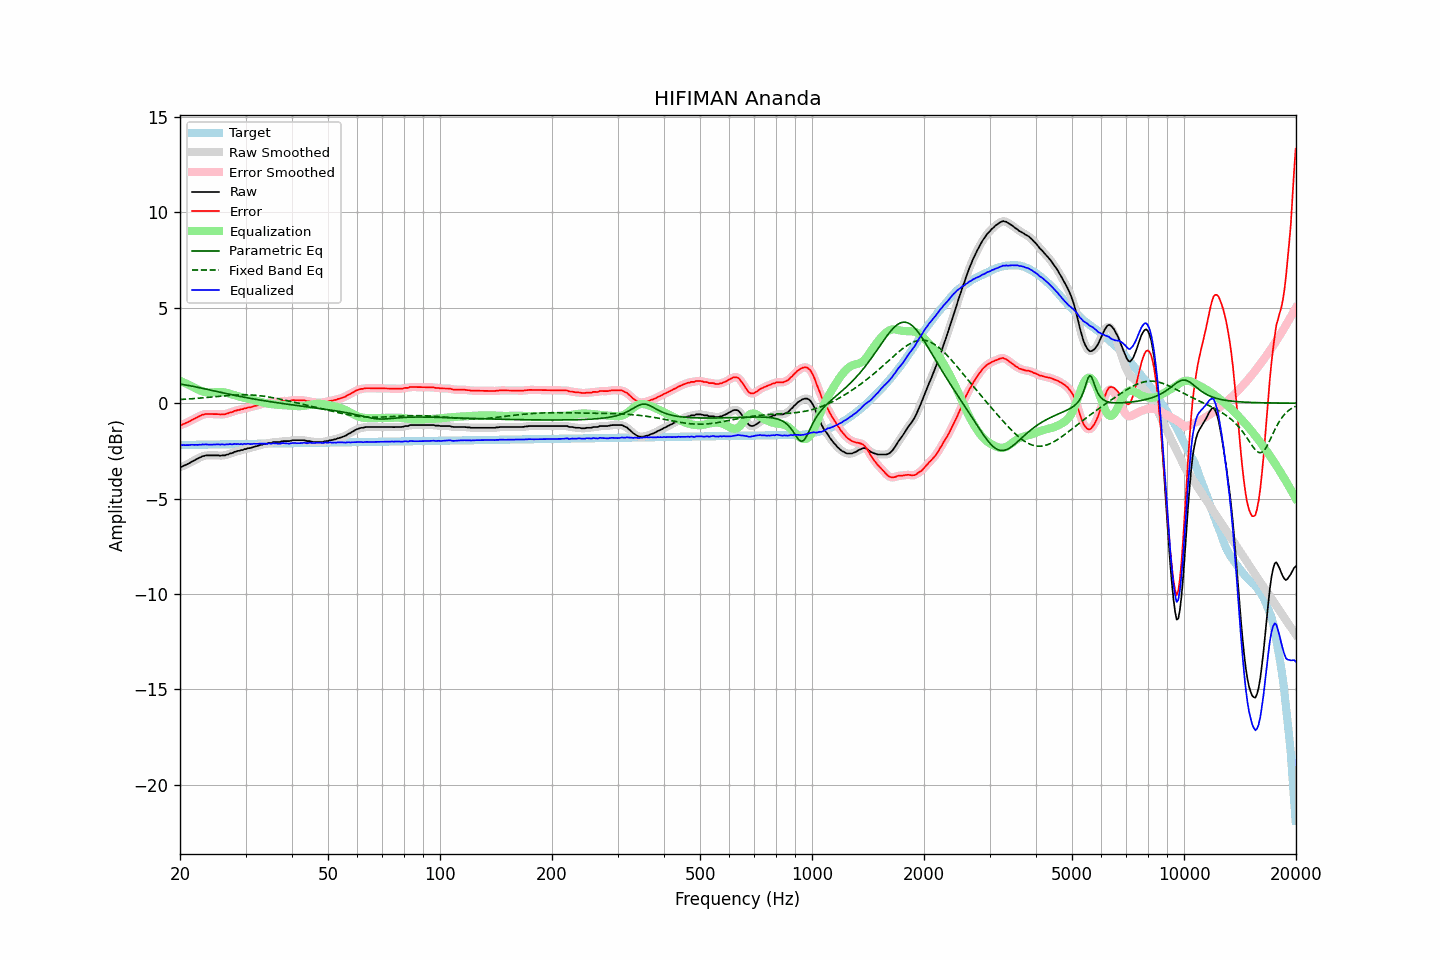 HIFIMAN Ananda
Target
Raw Smoothed
Error Smoothed
Raw
Error
Equalization
Parametric Eq
Fixed Band Eq
Equalized
15
10
5
0
−5
−10
−15
−20
Amplitude (dBr)
20
50
100
200
500
1000
2000
5000
10000
20000
Frequency (Hz)